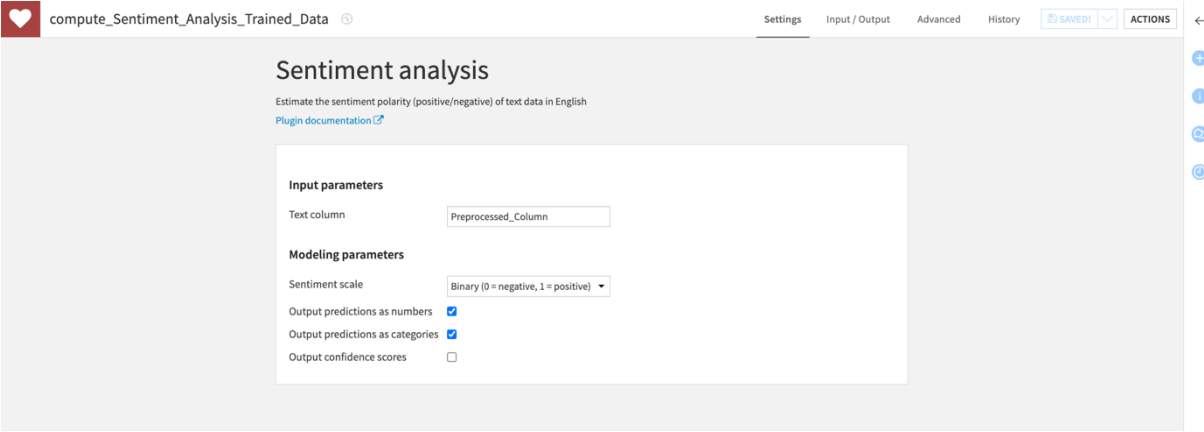 compute_Sentiment_Analysis_Trained_Data
Settings
Input / Output
Advanced
History
SAVED!
ACTIONS
Sentiment analysis
Estimate the sentiment polarity (positive/negative) of text data in English
Plugin documentation
Input parameters
Text column
Preprocessed_Column
Modeling parameters
Sentiment scale
Binary (0 = negative, 1 = positive)
Output predictions as numbers
Output predictions as categories
Output confidence scores